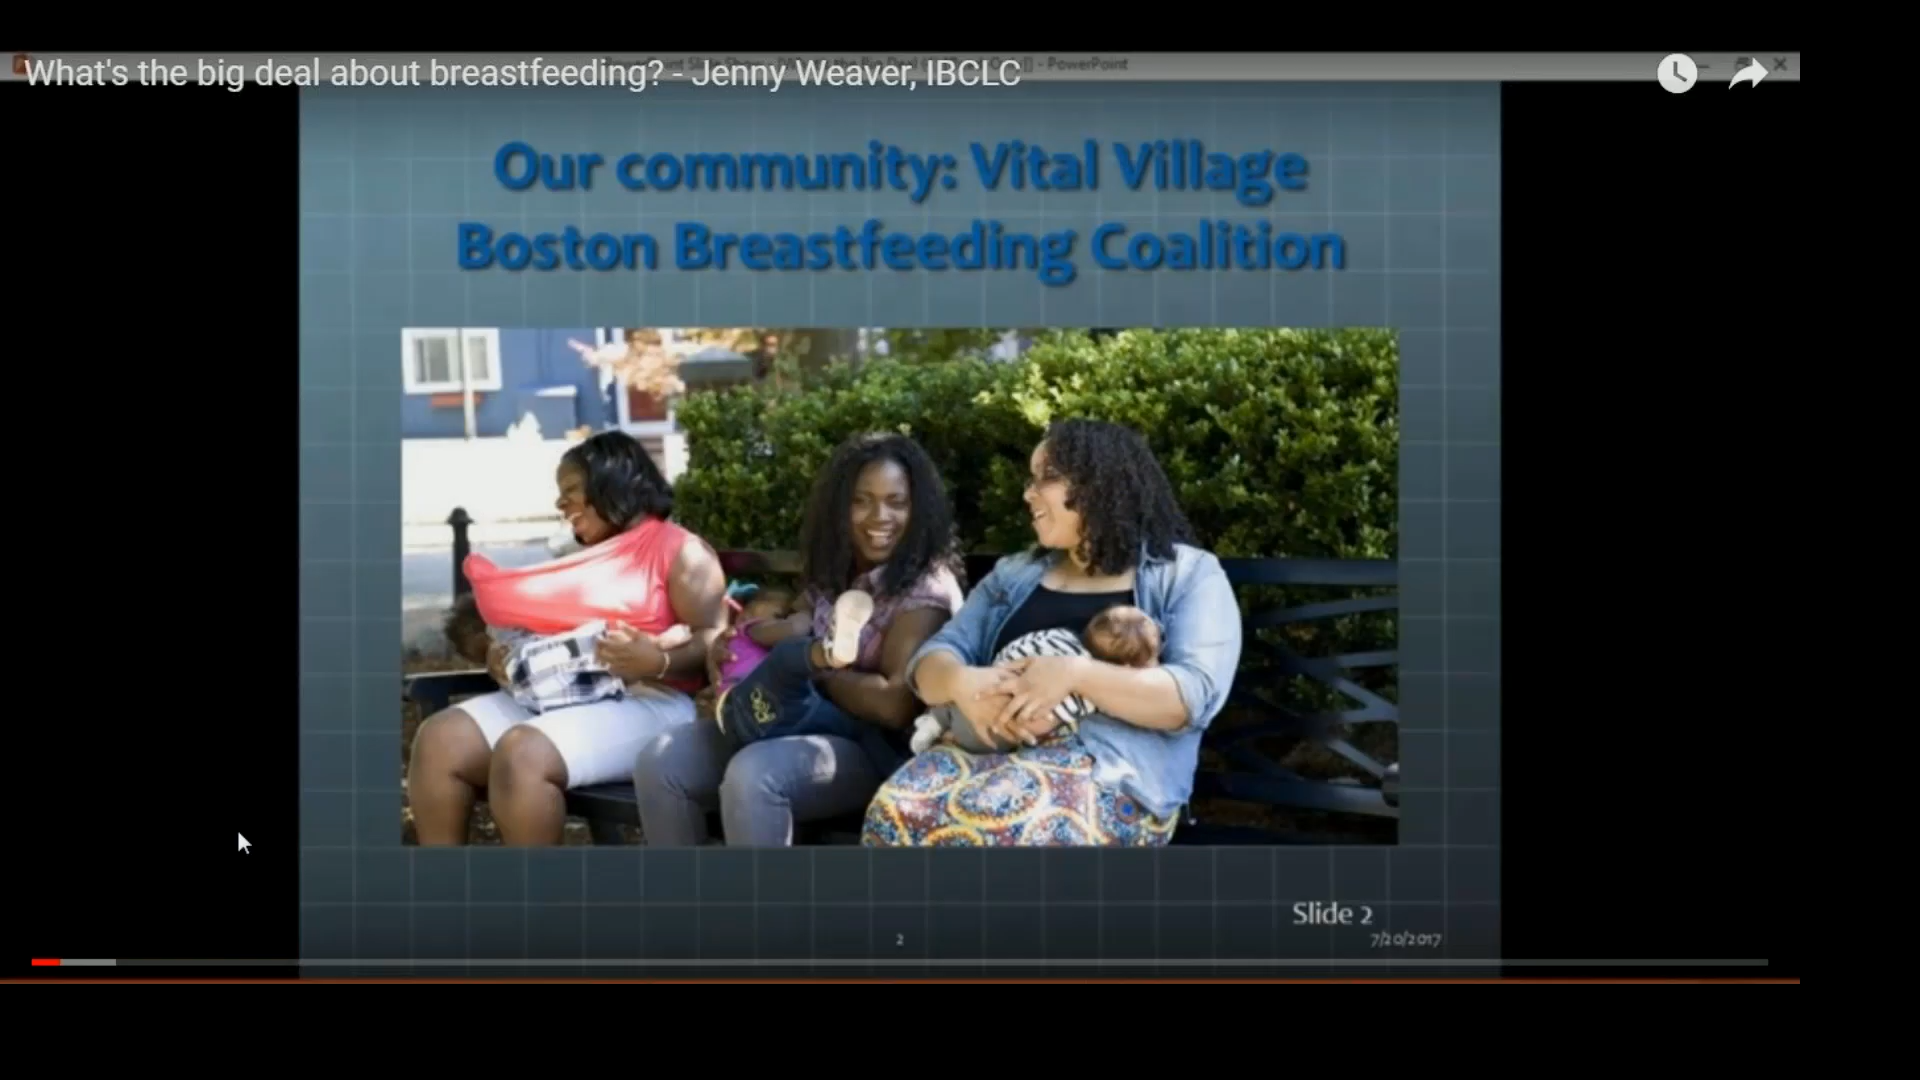 What's the big deal about breastfeeding? - Jenny Weaver, IBCLC
- PowerPoint
Our community: Vital Village
Boston Breastfeeding Coalition
Slide 2
2
7/20/2017